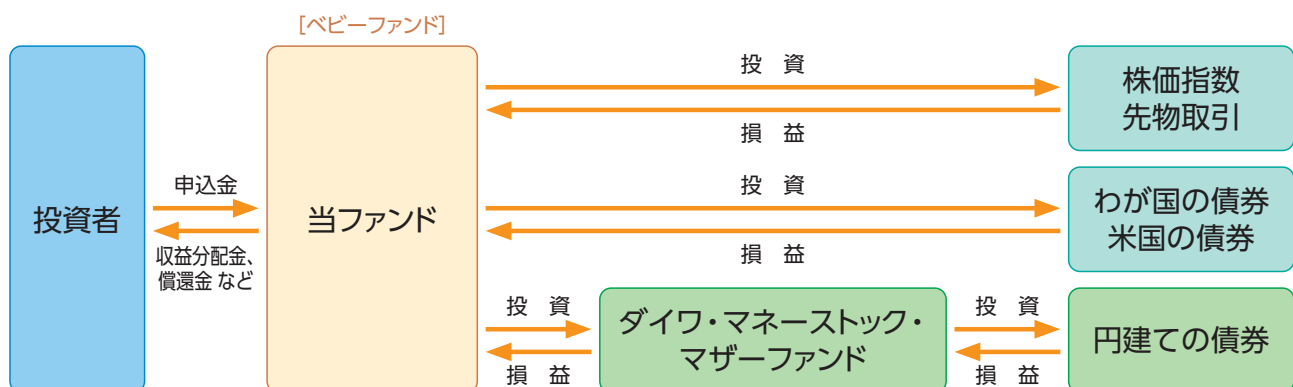 [ベビーファンド]
投資者
申込金
収益分配金、
償還金 など
当ファンド
投 資
損 益
株価指数
先物取引
投 資
損 益
わが国の債券
米国の債券
投 資
損 益
ダイワ・マネーストック・
マザーファンド
投 資
損 益
円建ての債券